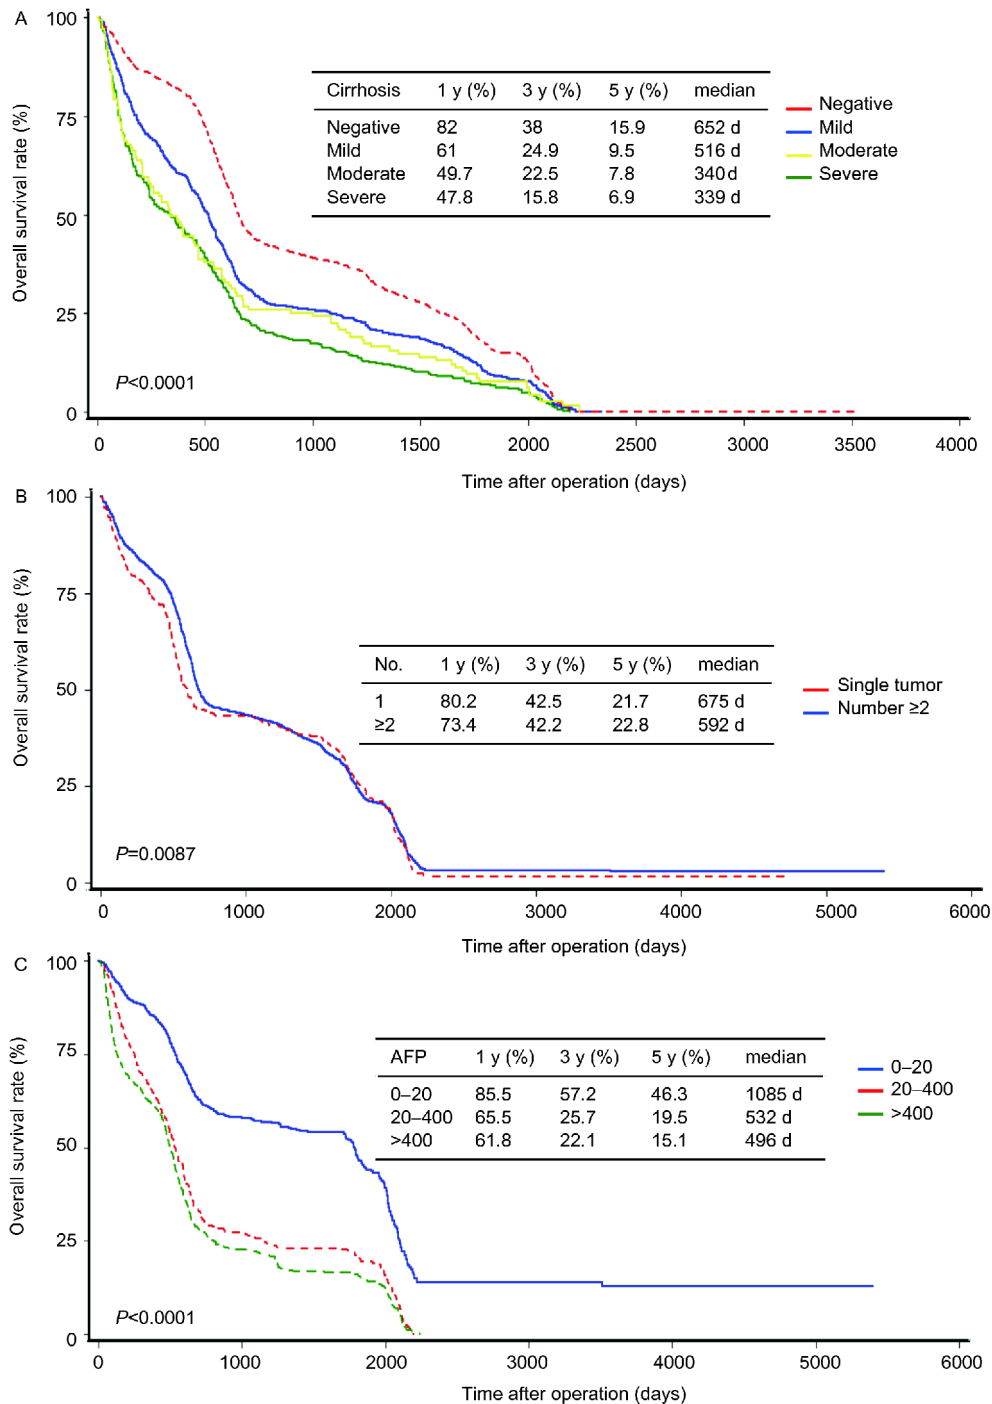 A
100
75
50
25
0
Overall survival rate (%)
Cirrhosis 1 y (%) 3 y (%) 5 y (%) median
Negative 82 38 15.9 652 d
Mild 61 24.9 9.5 516 d
Moderate 49.7 22.5 7.8 340 d
Severe 47.8 15.8 6.9 339 d
Negative
Mild
Moderate
Severe
P<0.0001
0 500 1000 1500 2000 2500 3000 3500 4000
Time after operation (days)
B
100
75
50
25
0
Overall survival rate (%)
No. 1 y (%) 3 y (%) 5 y (%) median
1 80.2 42.5 21.7 675 d
≥2 73.4 42.2 22.8 592 d
Single tumor
Number ≥2
P=0.0087
0 1000 2000 3000 4000 5000 6000
Time after operation (days)
C
100
75
50
25
0
Overall survival rate (%)
AFP 1 y (%) 3 y (%) 5 y (%) median
0–20 85.5 57.2 46.3 1085 d
20–400 65.5 25.7 19.5 532 d
>400 61.8 22.1 15.1 496 d
0–20
20–400
>400
P<0.0001
0 1000 2000 3000 4000 5000 6000
Time after operation (days)